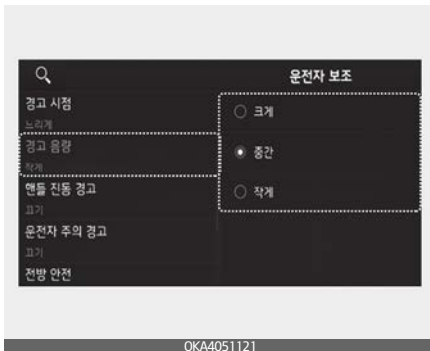 운전자 보조
경고 시점
느리게
경고 음량
작게
핸들 진동 경고
끄기
운전자 주의 경고
끄기
전방 안전
크게
중간
작게
OKA4051121